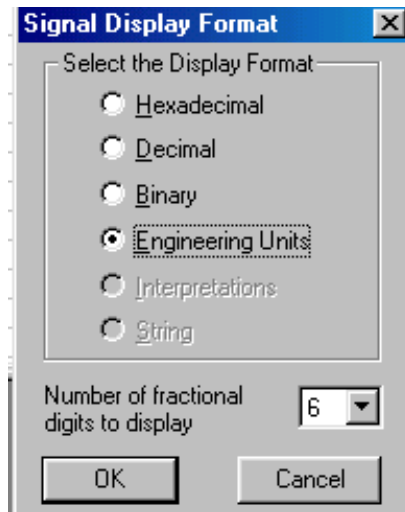 Signal Display Format
Select the Display Format
Hexadecimal
Decimal
Binary
Engineering Units
Interpretations
String
Number of fractional
digits to display
6
OK
Cancel